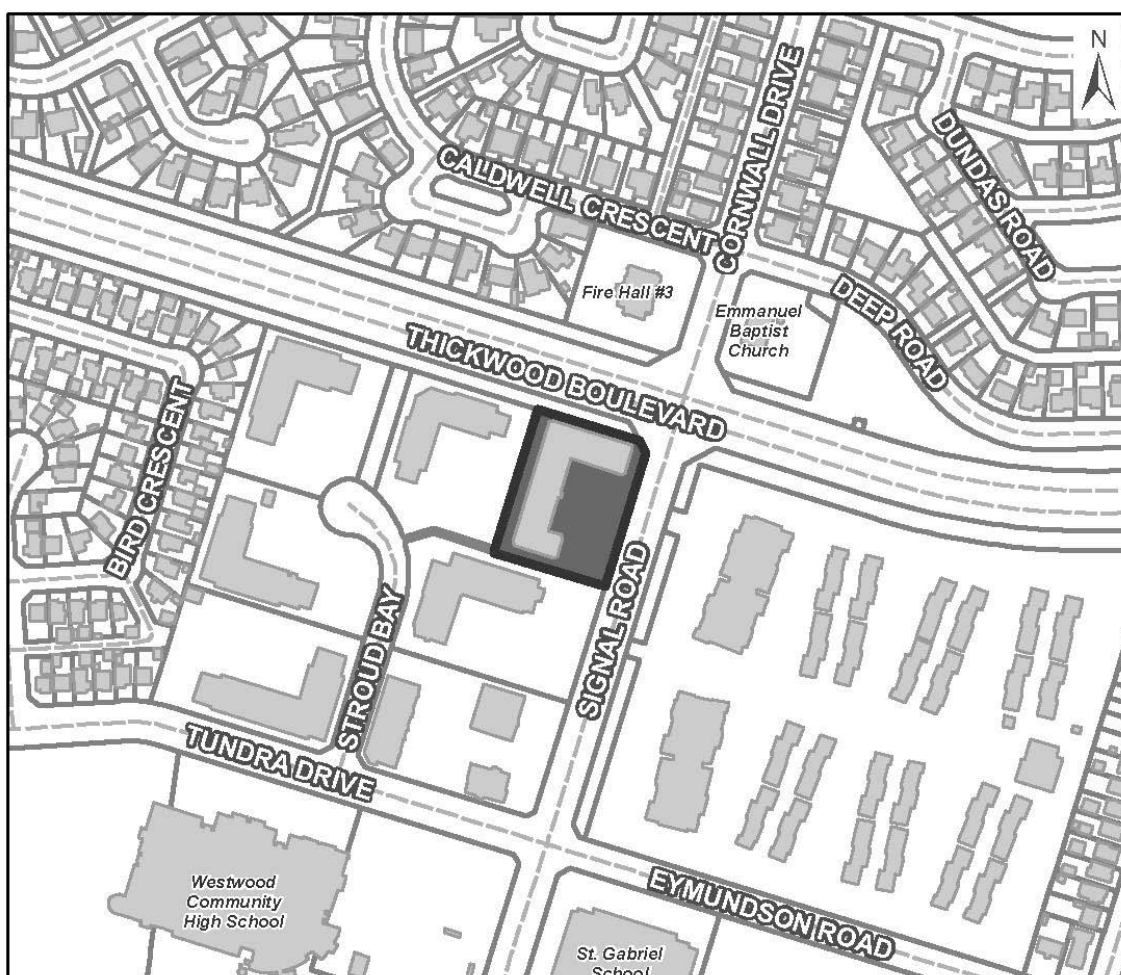 N
CORNWALL DRIVE
DUNDAS ROAD
CALDWELL CRESCENT
Fire Hall #3
Emmanuel
Baptist
Church
DEEP ROAD
THICKWOOD BOULEVARD
BIRD CRESCENT
SIGNAL ROAD
STROUD BAY
TUNDRA DRIVE
Westwood
Community
High School
EYMUNDSON ROAD
St. Gabriel
School